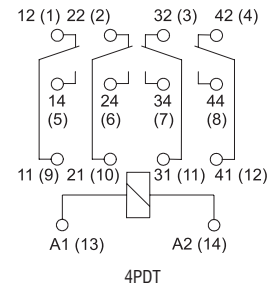 12 (1) 22 (2) 32 (3) 42 (4)
14 24 34 44
(5) (6) (7) (8)
11 (9) 21 (10) 31 (11) 41 (12)
A1 (13) A2 (14)
4PDT